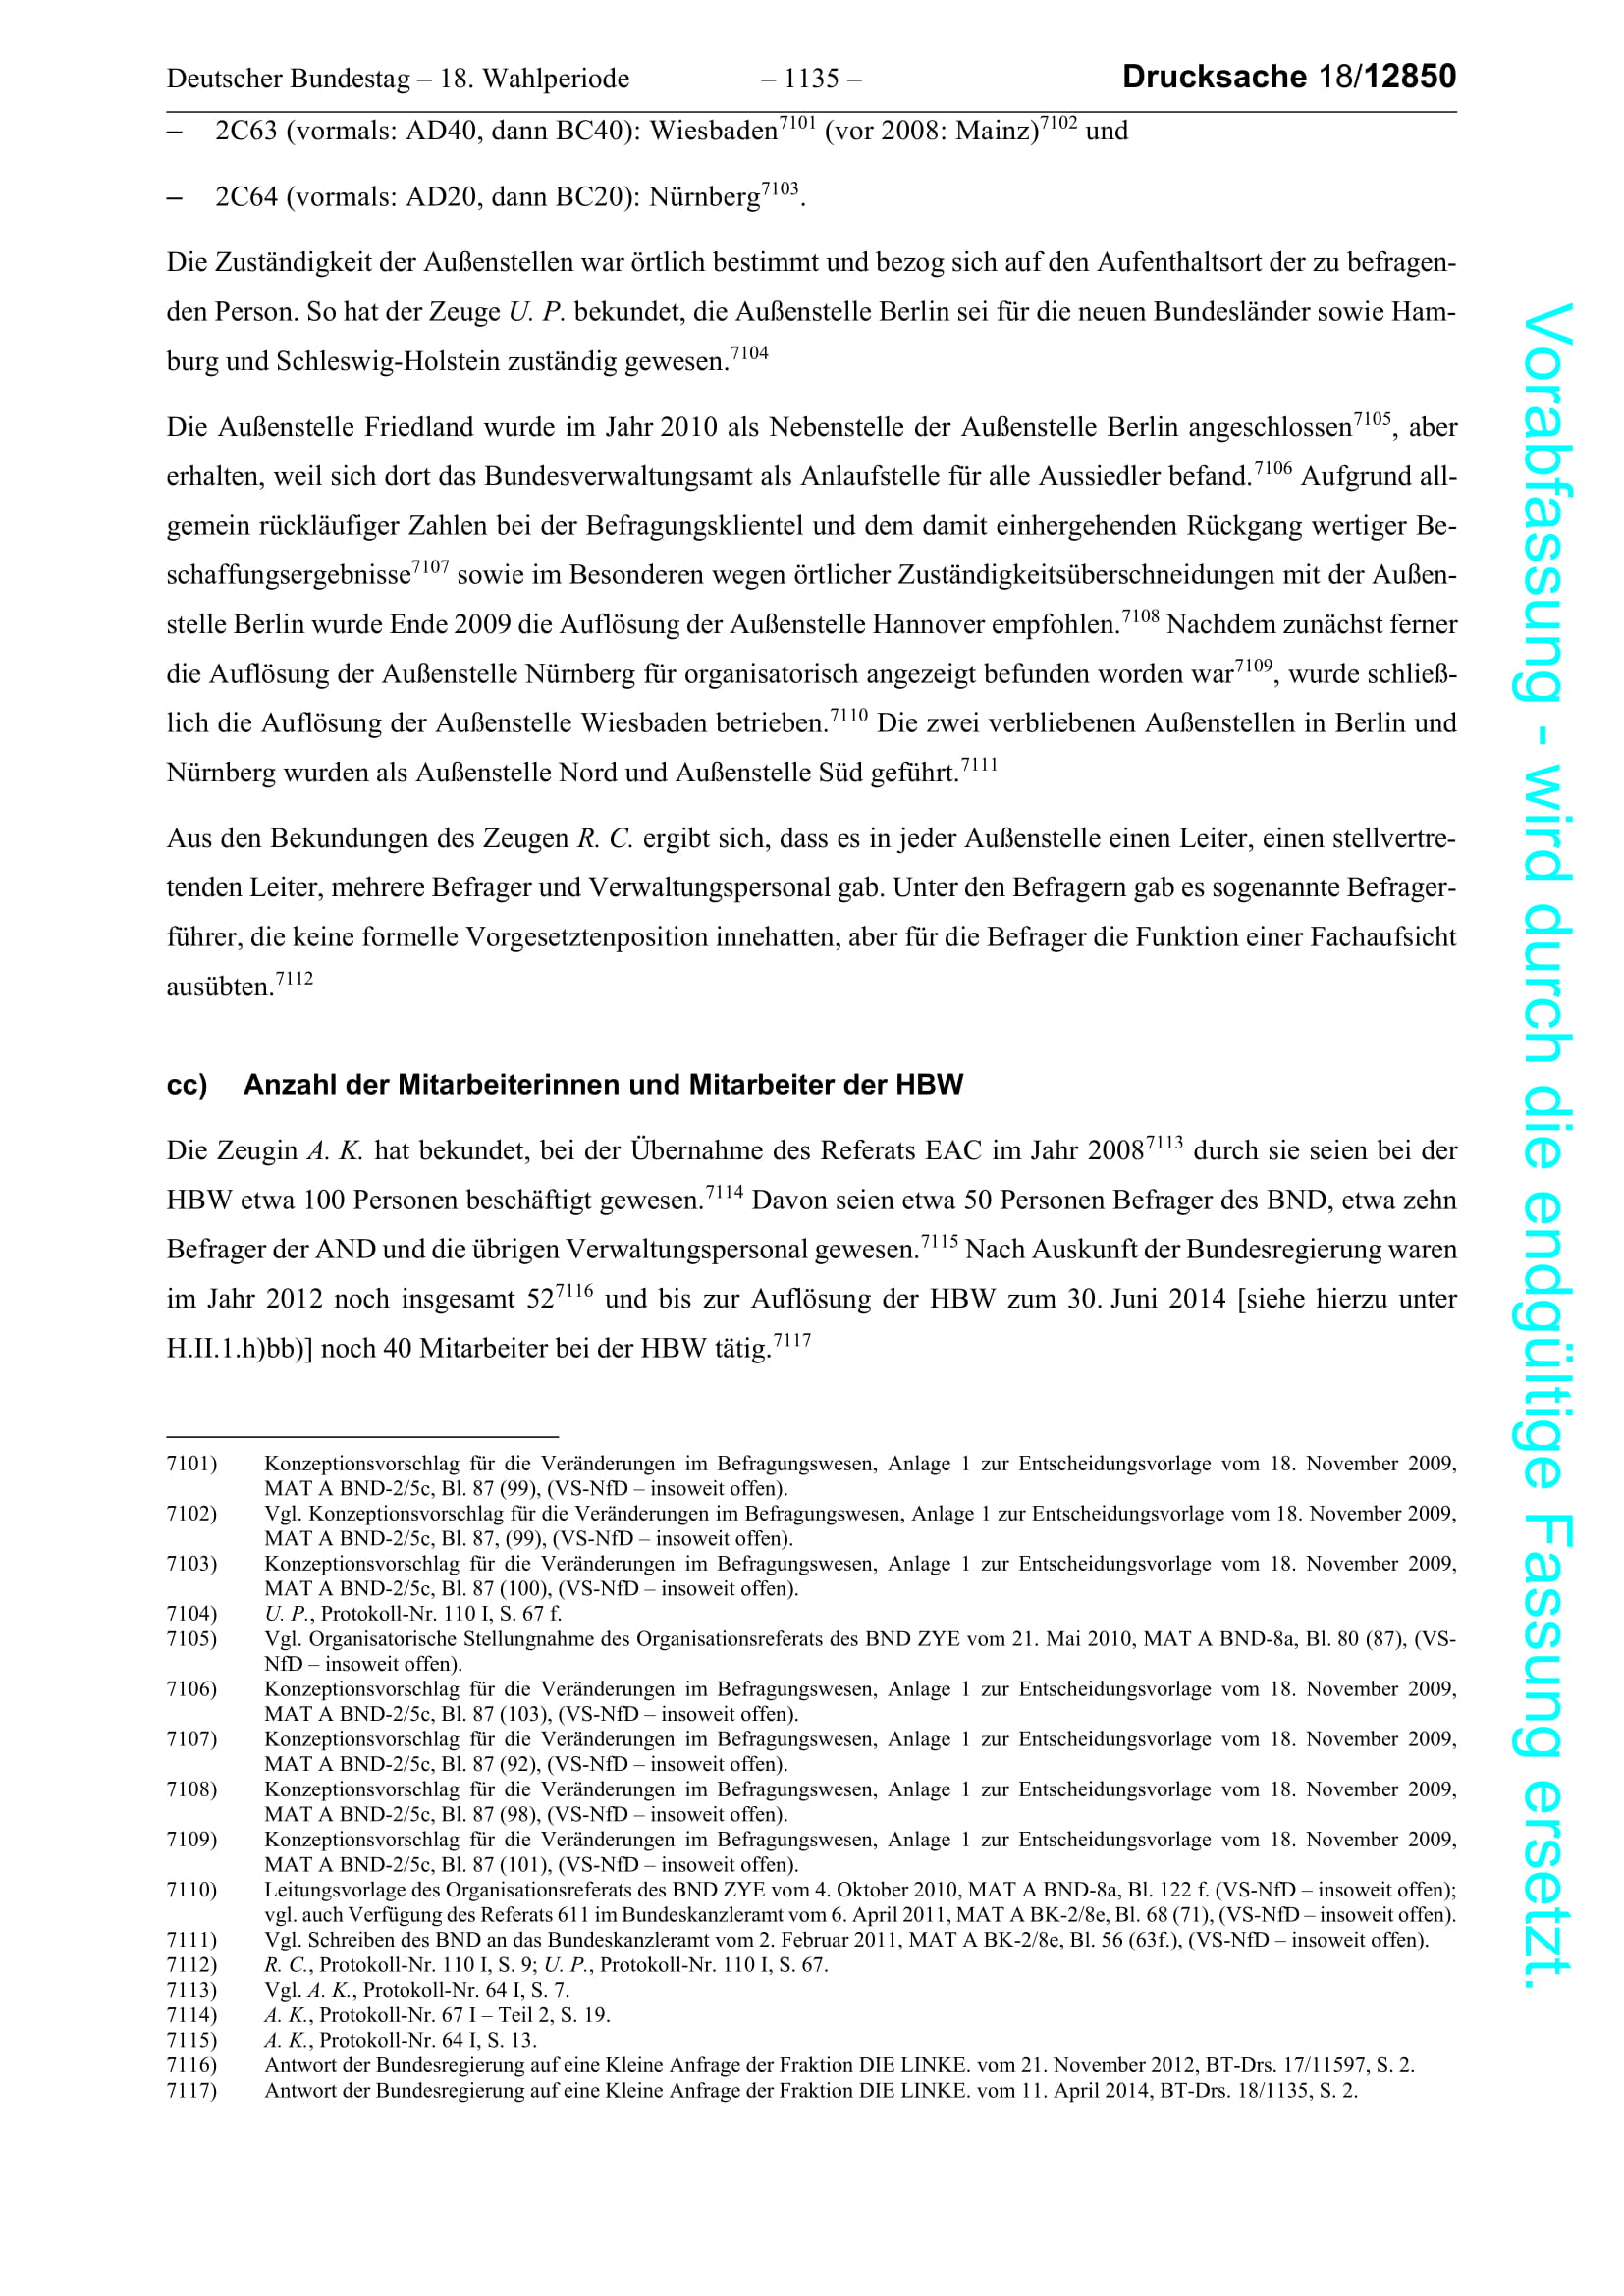 Deutscher Bundestag – 18. Wahlperiode – 1135 – Drucksache 18/12850
– 2C63 (vormals: AD40, dann BC40): Wiesbaden7101 (vor 2008: Mainz)7102 und
– 2C64 (vormals: AD20, dann BC20): Nürnberg7103.
Die Zuständigkeit der Außenstellen war örtlich bestimmt und bezog sich auf den Aufenthaltsort der zu befragen-
den Person. So hat der Zeuge U. P. bekundet, die Außenstelle Berlin sei für die neuen Bundesländer sowie Ham-
burg und Schleswig-Holstein zuständig gewesen.7104
Die Außenstelle Friedland wurde im Jahr 2010 als Nebenstelle der Außenstelle Berlin angeschlossen7105, aber
erhalten, weil sich dort das Bundesverwaltungsamt als Anlaufstelle für alle Aussiedler befand.7106 Aufgrund all-
gemein rückläufiger Zahlen bei der Befragungsklientel und dem damit einhergehenden Rückgang wertiger Be-
schaffungsergebnisse7107 sowie im Besonderen wegen örtlicher Zuständigkeitsüberschneidungen mit der Außen-
stelle Berlin wurde Ende 2009 die Auflösung der Außenstelle Hannover empfohlen.7108 Nachdem zunächst ferner
die Auflösung der Außenstelle Nürnberg für organisatorisch angezeigt befunden worden war7109, wurde schließ-
lich die Auflösung der Außenstelle Wiesbaden betrieben.7110 Die zwei verbliebenen Außenstellen in Berlin und
Nürnberg wurden als Außenstelle Nord und Außenstelle Süd geführt.7111
Aus den Bekundungen des Zeugen R. C. ergibt sich, dass es in jeder Außenstelle einen Leiter, einen stellvertre-
tenden Leiter, mehrere Befrager und Verwaltungspersonal gab. Unter den Befragern gab es sogenannte Befrager-
führer, die keine formelle Vorgesetztenposition innehatten, aber für die Befrager die Funktion einer Fachaufsicht
ausübten.7112
cc) Anzahl der Mitarbeiterinnen und Mitarbeiter der HBW
Die Zeugin A. K. hat bekundet, bei der Übernahme des Referats EAC im Jahr 20087113 durch sie seien bei der
HBW etwa 100 Personen beschäftigt gewesen.7114 Davon seien etwa 50 Personen Befrager des BND, etwa zehn
Befrager der AND und die übrigen Verwaltungspersonal gewesen.7115 Nach Auskunft der Bundesregierung waren
im Jahr 2012 noch insgesamt 527116 und bis zur Auflösung der HBW zum 30. Juni 2014 [siehe hierzu unter
H.II.1.h)bb)] noch 40 Mitarbeiter bei der HBW tätig.7117
7101) Konzeptionsvorschlag für die Veränderungen im Befragungswesen, Anlage 1 zur Entscheidungsvorlage vom 18. November 2009,
MAT A BND-2/5c, Bl. 87 (99), (VS-NfD – insoweit offen).
7102) Vgl. Konzeptionsvorschlag für die Veränderungen im Befragungswesen, Anlage 1 zur Entscheidungsvorlage vom 18. November 2009,
MAT A BND-2/5c, Bl. 87, (99), (VS-NfD – insoweit offen).
7103) Konzeptionsvorschlag für die Veränderungen im Befragungswesen, Anlage 1 zur Entscheidungsvorlage vom 18. November 2009,
MAT A BND-2/5c, Bl. 87 (100), (VS-NfD – insoweit offen).
7104) U. P., Protokoll-Nr. 110 I, S. 67 f.
7105) Vgl. Organisatorische Stellungnahme des Organisationsreferats des BND ZYE vom 21. Mai 2010, MAT A BND-8a, Bl. 80 (87), (VS-
NfD – insoweit offen).
7106) Konzeptionsvorschlag für die Veränderungen im Befragungswesen, Anlage 1 zur Entscheidungsvorlage vom 18. November 2009,
MAT A BND-2/5c, Bl. 87 (103), (VS-NfD – insoweit offen).
7107) Konzeptionsvorschlag für die Veränderungen im Befragungswesen, Anlage 1 zur Entscheidungsvorlage vom 18. November 2009,
MAT A BND-2/5c, Bl. 87 (92), (VS-NfD – insoweit offen).
7108) Konzeptionsvorschlag für die Veränderungen im Befragungswesen, Anlage 1 zur Entscheidungsvorlage vom 18. November 2009,
MAT A BND-2/5c, Bl. 87 (98), (VS-NfD – insoweit offen).
7109) Konzeptionsvorschlag für die Veränderungen im Befragungswesen, Anlage 1 zur Entscheidungsvorlage vom 18. November 2009,
MAT A BND-2/5c, Bl. 87 (101), (VS-NfD – insoweit offen).
7110) Leitungsvorlage des Organisationsreferats des BND ZYE vom 4. Oktober 2010, MAT A BND-8a, Bl. 122 f. (VS-NfD – insoweit offen);
vgl. auch Verfügung des Referats 611 im Bundeskanzleramt vom 6. April 2011, MAT A BK-2/8e, Bl. 68 (71), (VS-NfD – insoweit offen).
7111) Vgl. Schreiben des BND an das Bundeskanzleramt vom 2. Februar 2011, MAT A BK-2/8e, Bl. 56 (63f.), (VS-NfD – insoweit offen).
7112) R. C., Protokoll-Nr. 110 I, S. 9; U. P., Protokoll-Nr. 110 I, S. 67.
7113) Vgl. A. K., Protokoll-Nr. 64 I, S. 7.
7114) A. K., Protokoll-Nr. 67 I – Teil 2, S. 19.
7115) A. K., Protokoll-Nr. 64 I, S. 13.
7116) Antwort der Bundesregierung auf eine Kleine Anfrage der Fraktion DIE LINKE. vom 21. November 2012, BT-Drs. 17/11597, S. 2.
7117) Antwort der Bundesregierung auf eine Kleine Anfrage der Fraktion DIE LINKE. vom 11. April 2014, BT-Drs. 18/1135, S. 2.
Vorabfassung - wird durch die endgültige Fassung ersetzt.